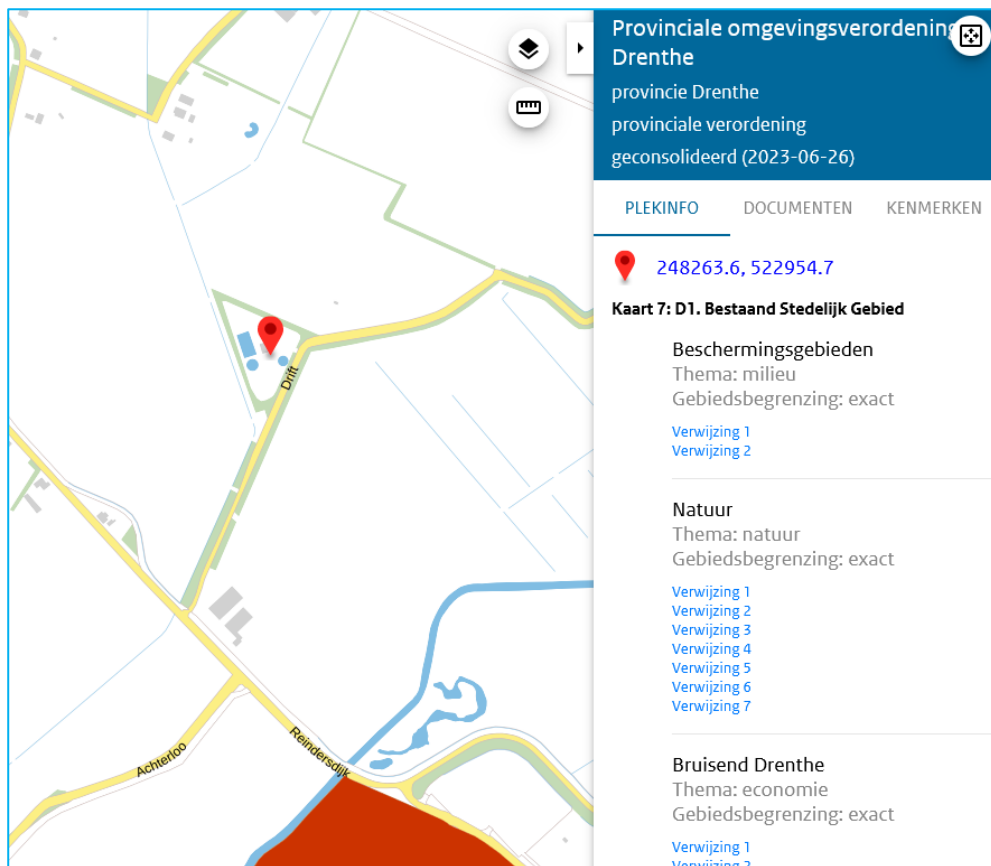 Provinciale omgevingsverordening
Drenthe
provincie Drenthe
provinciale verordening
geconsolideerd (2023-06-26)
PLEKINFO DOCUMENTEN KENMERKEN
248263.6, 522954.7
Kaart 7: D1. Bestaand Stedelijk Gebied
Beschermingsgebieden
Thema: milieu
Gebiedsbegrenzing: exact
Verwijzing 1
Verwijzing 2
Natuur
Thema: natuur
Gebiedsbegrenzing: exact
Verwijzing 1
Verwijzing 2
Verwijzing 3
Verwijzing 4
Verwijzing 5
Verwijzing 6
Verwijzing 7
Bruisend Drenthe
Thema: economie
Gebiedsbegrenzing: exact
Verwijzing 1
Verwijzing 2
Drift
Reindersdijk
Achterloo